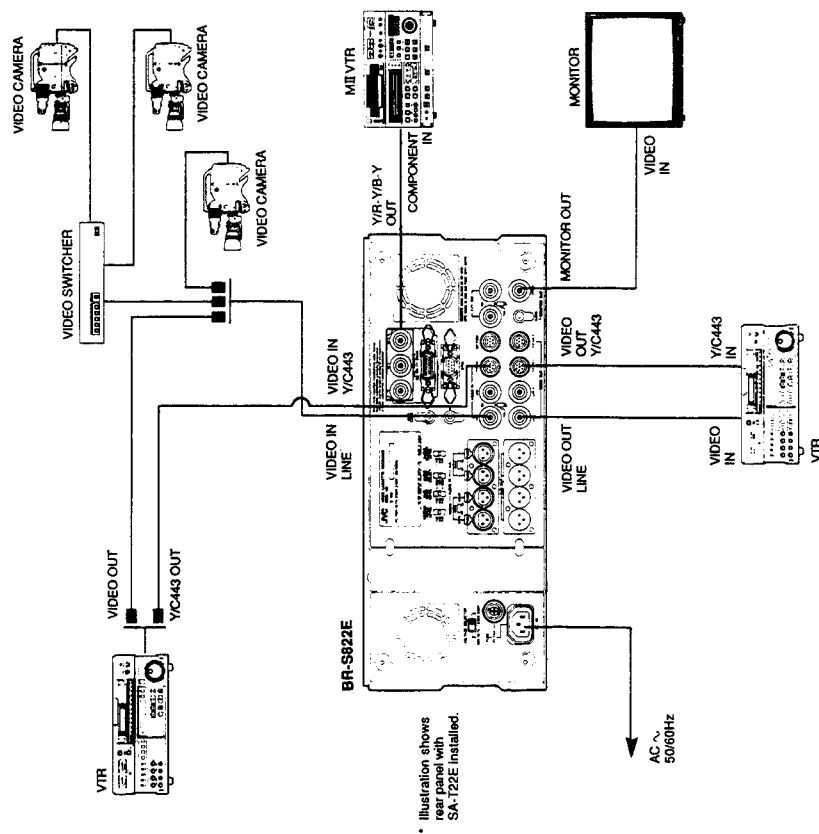 VIDEO CAMERA
VIDEO CAMERA
VIDEO CAMERA
VIDEO SWITCHER
MII VTR
COMPONENT
IN
Y/R-Y/B-Y
OUT
MONITOR
VIDEO
IN
MONITOR OUT
VIDEO IN
Y/C443
VIDEO IN
LINE
VIDEO
OUT
Y/C443
VIDEO OUT
LINE
Y/C443
IN
VIDEO
IN
VTR
VIDEO OUT
Y/C443 OUT
VTR
BR-S822E
JVC
• Illustration shows
rear panel with
SA-T22E installed.
AC ~
50/60Hz